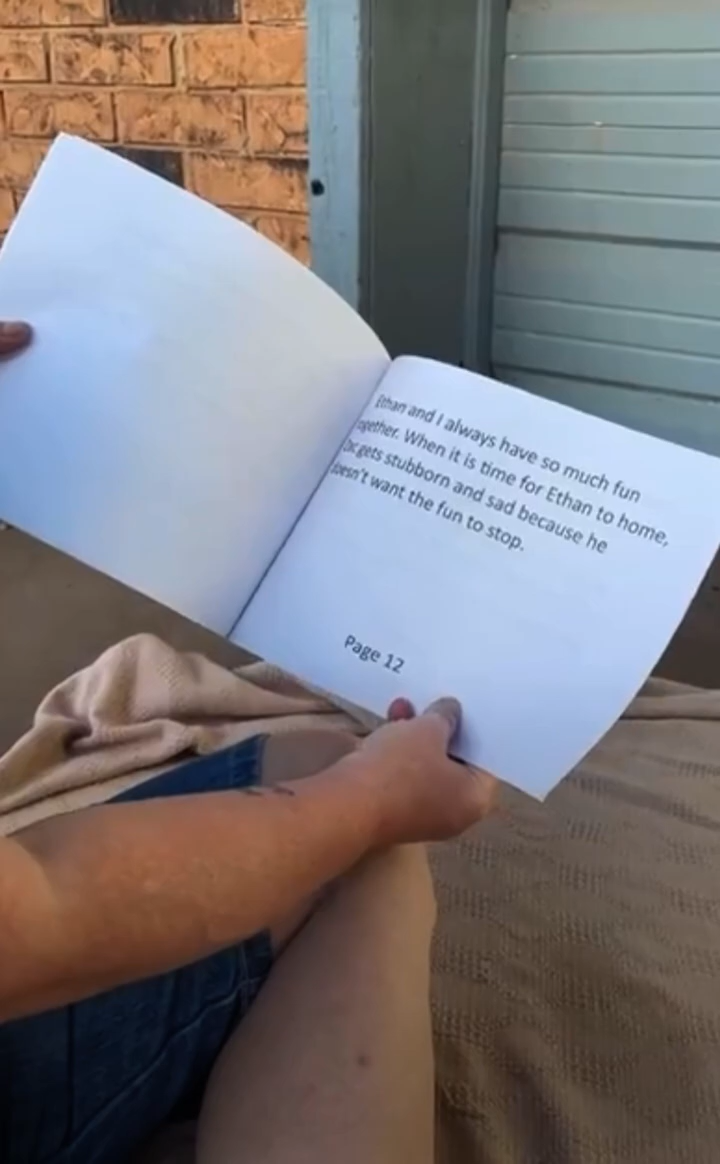 Ethan and I always have so much fun
together. When it is time for Ethan to home,
gets stubborn and sad because he
doesn't want the fun to stop.
Page 12